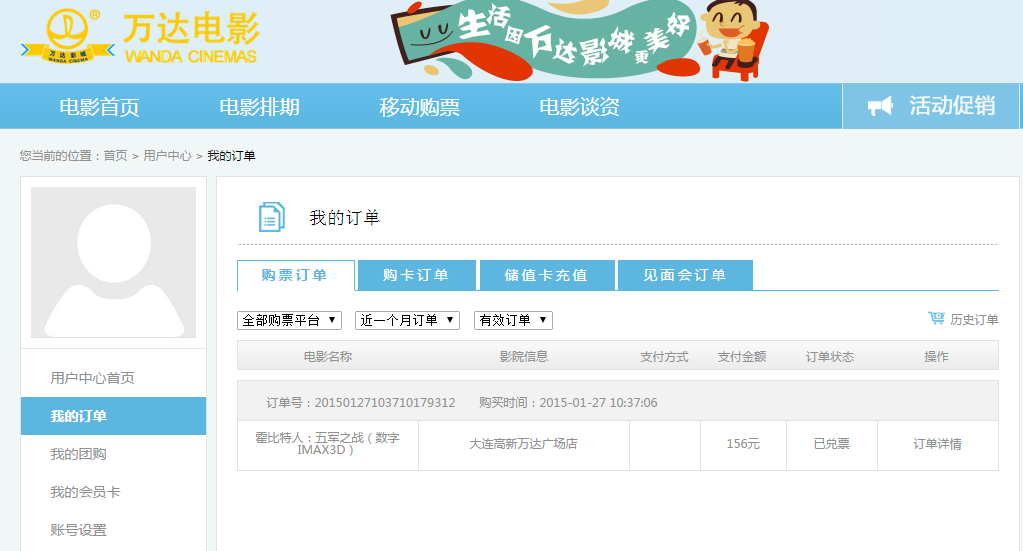 万达电影®
WANDA CINEMAS
万达影城
WANDA CINEMA
生活因万达影城更美好
电影首页 电影排期 移动购票 电影谈资 活动促销
您当前的位置：首页 > 用户中心 > 我的订单
我的订单
购票订单 购卡订单 储值卡充值 见面会订单
全部购票平台 近一个月订单 有效订单 历史订单
电影名称 影院信息 支付方式 支付金额 订单状态 操作
订单号：20150127103710179312 购买时间：2015-01-27 10:37:06
霍比特人：五军之战（数字
IMAX3D） 大连高新万达广场店 156元 已兑票 订单详情
用户中心首页
我的订单
我的团购
我的会员卡
账号设置